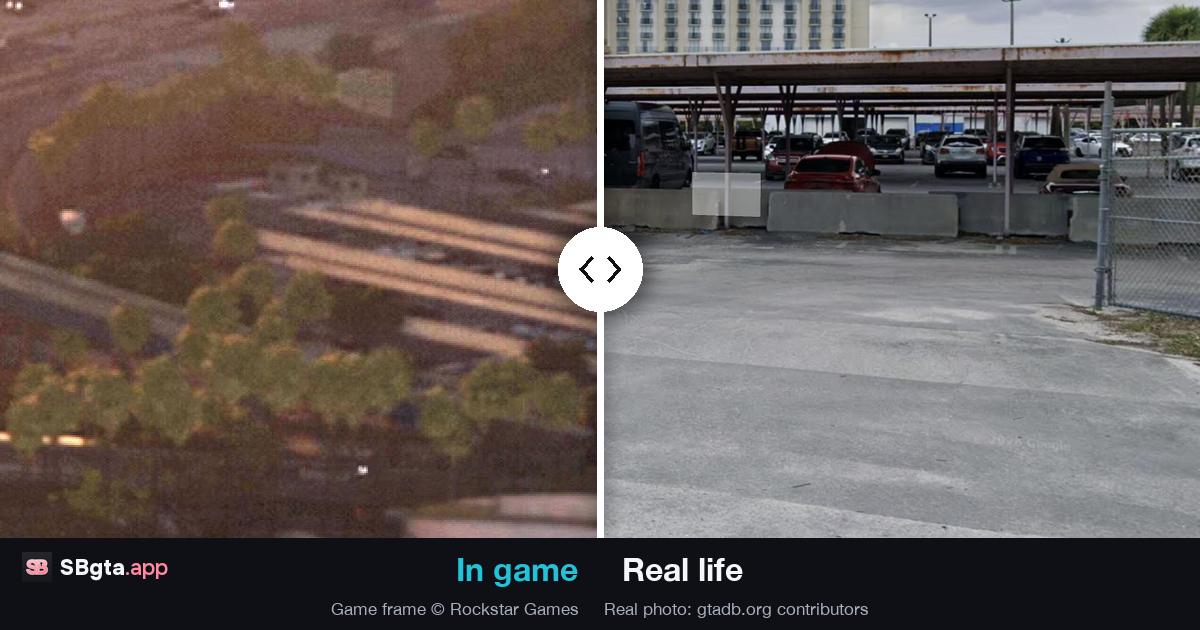 SB SBgta.app
In game
Real life
Game frame © Rockstar Games
Real photo: gtadb.org contributors